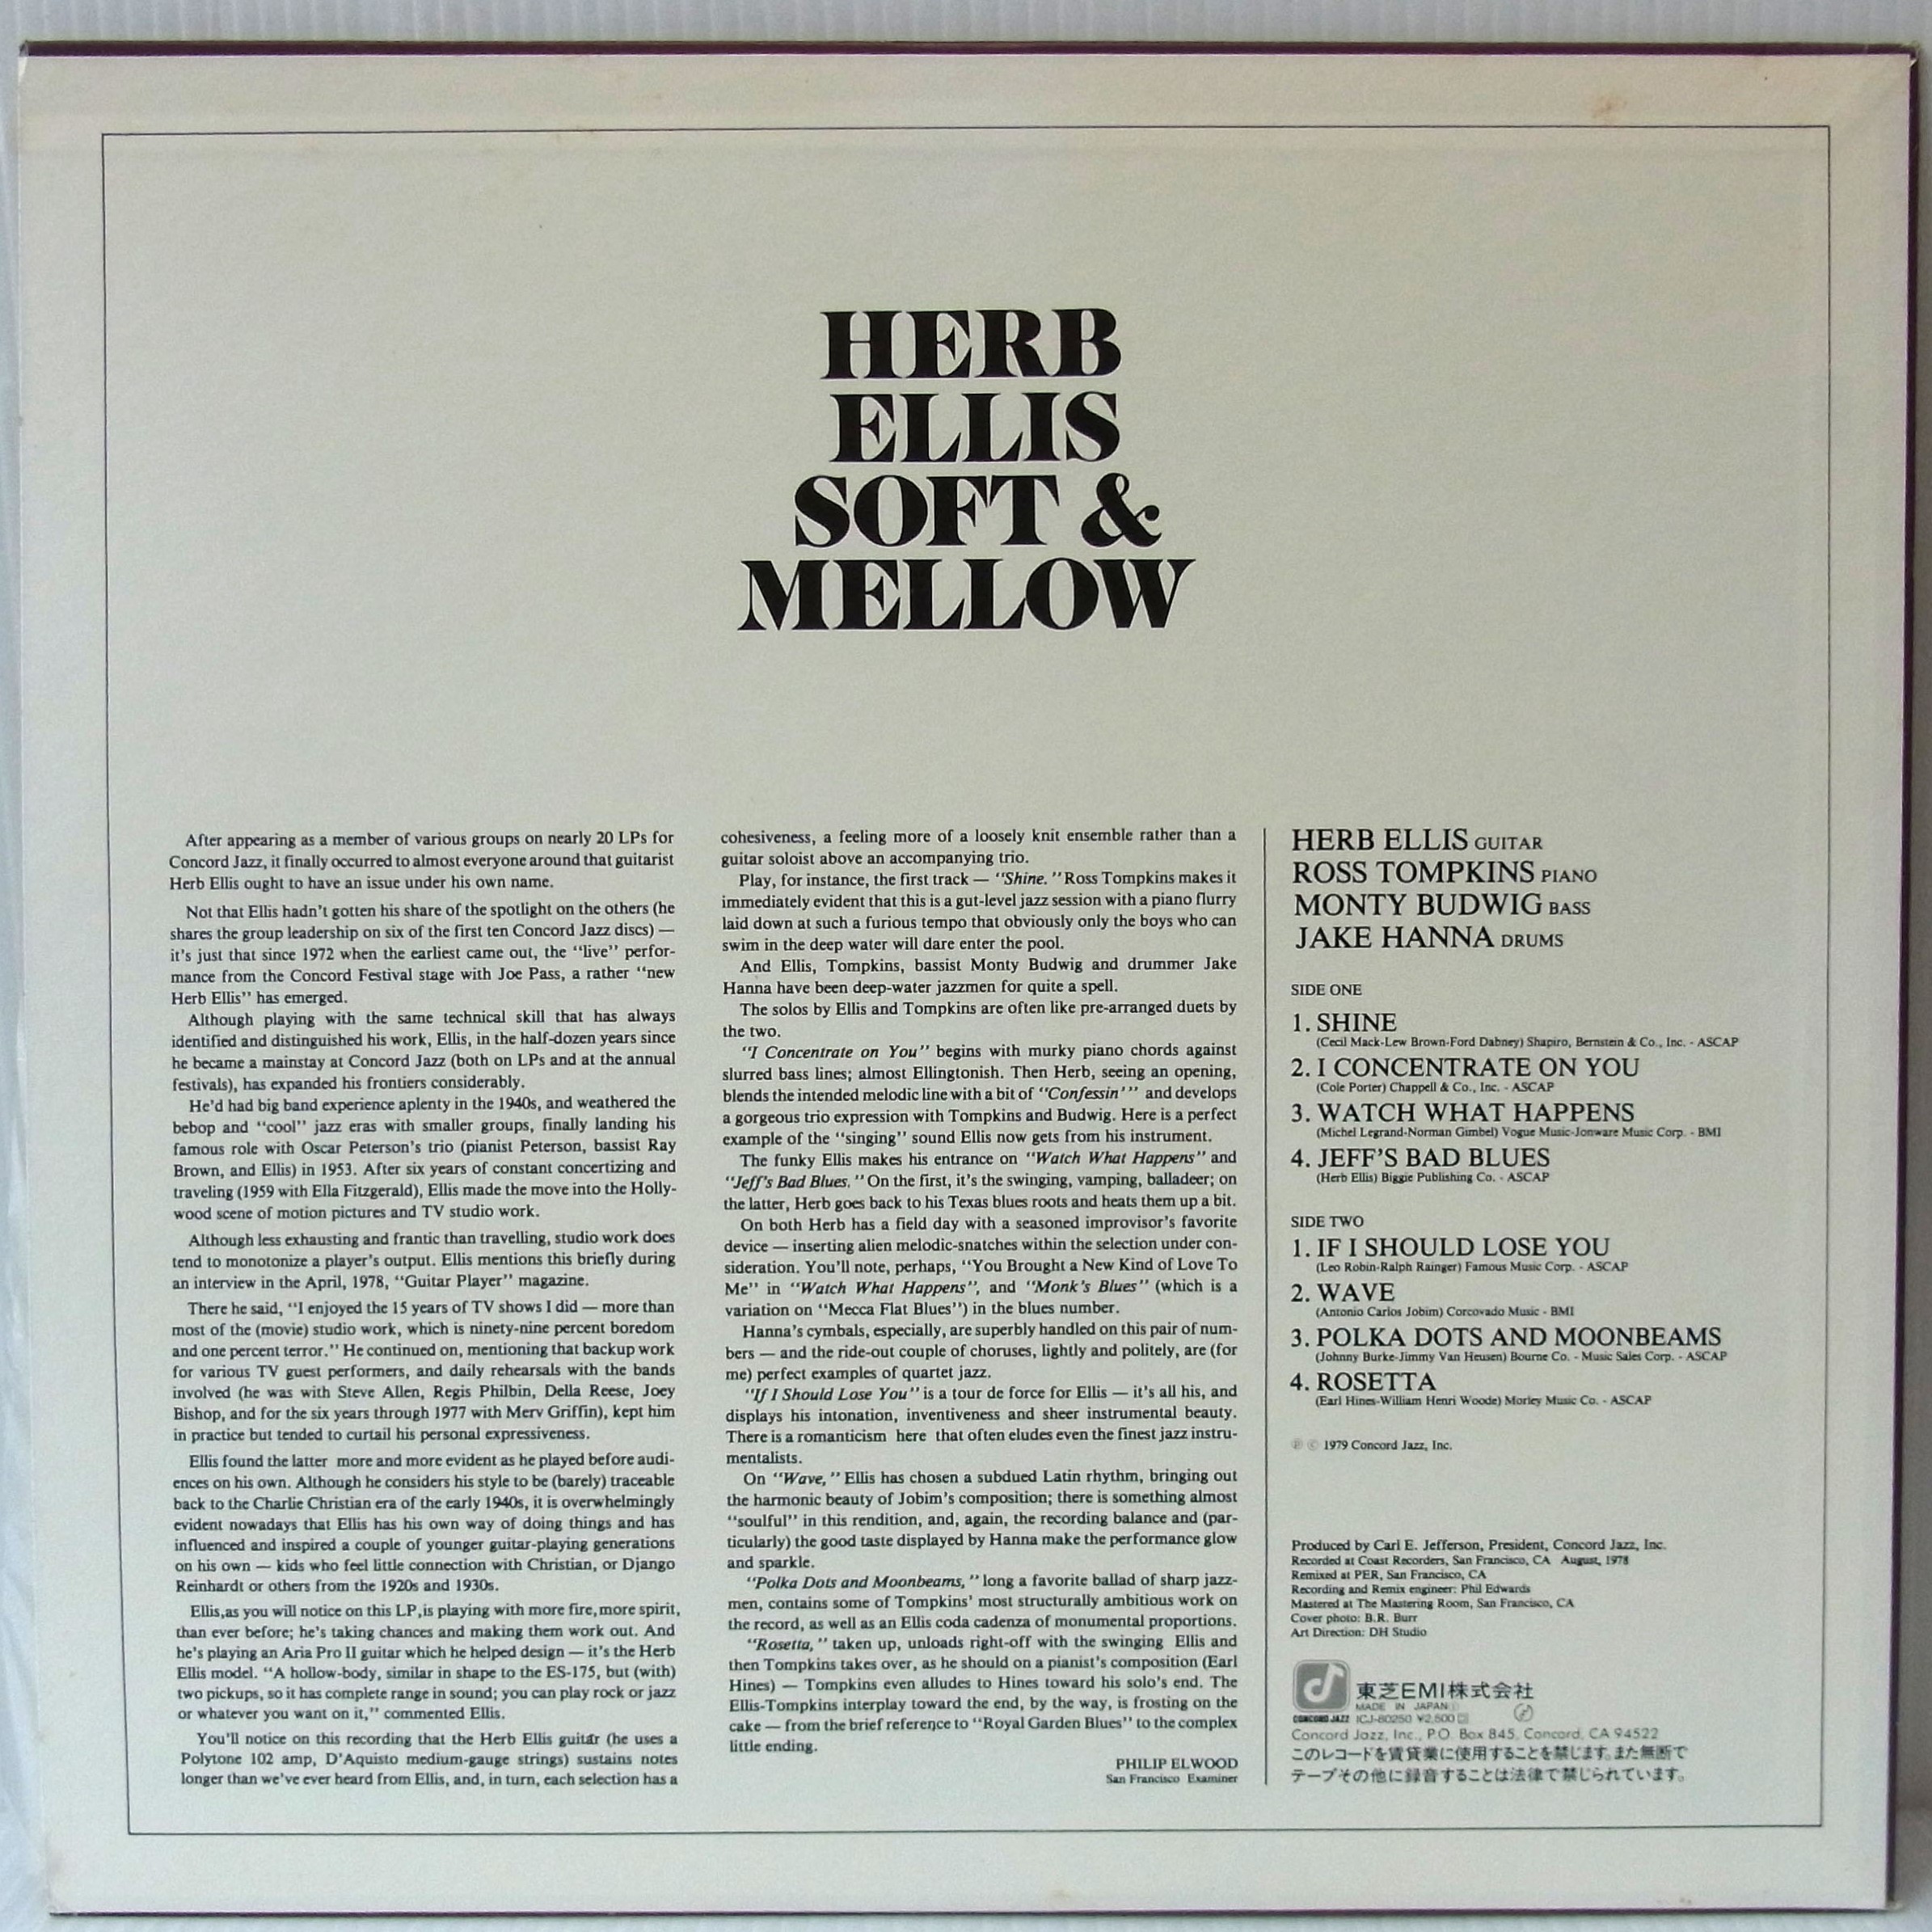 HERB
ELLIS
SOFT &
MELLOW
After appearing as a member of various groups on nearly 20 LPs for
Concord Jazz, it finally occurred to almost everyone around that guitarist
Herb Ellis ought to have an issue under his own name.
Not that Ellis hadn't gotten his share of the spotlight on the others (he
shares the group leadership on six of the first ten Concord Jazz discs) —
it's just that since 1972 when the earliest came out, the "live" perfor-
mance from the Concord Festival stage with Joe Pass, a rather "new
Herb Ellis" has emerged.
Although playing with the same technical skill that has always
identified and distinguished his work, Ellis, in the half-dozen years since
he became a mainstay at Concord Jazz (both on LPs and at the annual
festivals), has expanded his frontiers considerably.
He'd had big band experience aplenty in the 1940s, and weathered the
bebop and "cool" jazz eras with smaller groups, finally landing his
famous role with Oscar Peterson's trio (pianist Peterson, bassist Ray
Brown, and Ellis) in 1953. After six years of constant concertizing and
traveling (1959 with Ella Fitzgerald), Ellis made the move into the Holly-
wood scene of motion pictures and TV studio work.
Although less exhausting and frantic than travelling, studio work does
tend to monotonize a player's output. Ellis mentions this briefly during
an interview in the April, 1978, "Guitar Player" magazine.
There he said, "I enjoyed the 15 years of TV shows I did — more than
most of the (movie) studio work, which is ninety-nine percent boredom
and one percent terror." He continued on, mentioning that backup work
for various TV guest performers, and daily rehearsals with the bands
involved (he was with Steve Allen, Regis Philbin, Della Reese, Joey
Bishop, and for the six years through 1977 with Merv Griffin), kept him
in practice but tended to curtail his personal expressiveness.
Ellis found the latter more and more evident as he played before audi-
ences on his own. Although he considers his style to be (barely) traceable
back to the Charlie Christian era of the early 1940s, it is overwhelmingly
evident nowadays that Ellis has his own way of doing things and has
influenced and inspired a couple of younger guitar-playing generations
on his own — kids who feel little connection with Christian, or Django
Reinhardt or others from the 1920s and 1930s.
Ellis,as you will notice on this LP,is playing with more fire,more spirit,
than ever before; he's taking chances and making them work out. And
he's playing an Aria Pro II guitar which he helped design — it's the Herb
Ellis model. "A hollow-body, similar in shape to the ES-175, but (with)
two pickups, so it has complete range in sound; you can play rock or jazz
or whatever you want on it," commented Ellis.
You'll notice on this recording that the Herb Ellis guitar (he uses a
Polytone 102 amp, D'Aquisto medium-gauge strings) sustains notes
longer than we've ever heard from Ellis, and, in turn, each selection has a
cohesiveness, a feeling more of a loosely knit ensemble rather than a
guitar soloist above an accompanying trio.
Play, for instance, the first track — "Shine." Ross Tompkins makes it
immediately evident that this is a gut-level jazz session with a piano flurry
laid down at such a furious tempo that obviously only the boys who can
swim in the deep water will dare enter the pool.
And Ellis, Tompkins, bassist Monty Budwig and drummer Jake
Hanna have been deep-water jazzmen for quite a spell.
The solos by Ellis and Tompkins are often like pre-arranged duets by
the two.
"I Concentrate on You" begins with murky piano chords against
slurred bass lines; almost Ellingtonish. Then Herb, seeing an opening,
blends the intended melodic line with a bit of "Confessin'" and develops
a gorgeous trio expression with Tompkins and Budwig. Here is a perfect
example of the "singing" sound Ellis now gets from his instrument.
The funky Ellis makes his entrance on "Watch What Happens" and
"Jeff's Bad Blues." On the first, it's the swinging, vamping, balladeer; on
the latter, Herb goes back to his Texas blues roots and heats them up a bit.
On both Herb has a field day with a seasoned improvisor's favorite
device — inserting alien melodic-snatches within the selection under con-
sideration. You'll note, perhaps, "You Brought a New Kind of Love To
Me" in "Watch What Happens", and "Monk's Blues" (which is a
variation on "Mecca Flat Blues") in the blues number.
Hanna's cymbals, especially, are superbly handled on this pair of num-
bers — and the ride-out couple of choruses, lightly and politely, are (for
me) perfect examples of quartet jazz.
"If I Should Lose You" is a tour de force for Ellis — it's all his, and
displays his intonation, inventiveness and sheer instrumental beauty.
There is a romanticism here that often eludes even the finest jazz instru-
mentalists.
On "Wave," Ellis has chosen a subdued Latin rhythm, bringing out
the harmonic beauty of Jobim's composition; there is something almost
"soulful" in this rendition, and, again, the recording balance and (par-
ticularly) the good taste displayed by Hanna make the performance glow
and sparkle.
"Polka Dots and Moonbeams," long a favorite ballad of sharp jazz-
men, contains some of Tompkins' most structurally ambitious work on
the record, as well as an Ellis coda cadenza of monumental proportions.
"Rosetta," taken up, unloads right-off with the swinging Ellis and
then Tompkins takes over, as he should on a pianist's composition (Earl
Hines) — Tompkins even alludes to Hines toward his solo's end. The
Ellis-Tompkins interplay toward the end, by the way, is frosting on the
cake — from the brief reference to "Royal Garden Blues" to the complex
little ending.
PHILIP ELWOOD
San Francisco Examiner
HERB ELLIS GUITAR
ROSS TOMPKINS PIANO
MONTY BUDWIG BASS
JAKE HANNA DRUMS
SIDE ONE
1. SHINE
(Cecil Mack-Lew Brown-Ford Dabney) Shapiro, Bernstein & Co., Inc. - ASCAP
2. I CONCENTRATE ON YOU
(Cole Porter) Chappell & Co., Inc. - ASCAP
3. WATCH WHAT HAPPENS
(Michel Legrand-Norman Gimbel) Vogue Music-Jonware Music Corp. - BMI
4. JEFF'S BAD BLUES
(Herb Ellis) Biggie Publishing Co. - ASCAP
SIDE TWO
1. IF I SHOULD LOSE YOU
(Leo Robin-Ralph Rainger) Famous Music Corp. - ASCAP
2. WAVE
(Antonio Carlos Jobim) Corcovado Music - BMI
3. POLKA DOTS AND MOONBEAMS
(Johnny Burke-Jimmy Van Heusen) Bourne Co. - Music Sales Corp. - ASCAP
4. ROSETTA
(Earl Hines-William Henri Woode) Morley Music Co. - ASCAP
℗ © 1979 Concord Jazz, Inc.
Produced by Carl E. Jefferson, President, Concord Jazz, Inc.
Recorded at Coast Recorders, San Francisco, CA August, 1978
Remixed at PER, San Francisco, CA
Recording and Remix engineer: Phil Edwards
Mastered at The Mastering Room, San Francisco, CA
Cover photo: B.R. Burr
Art Direction: DH Studio
東芝EMI株式会社
MADE IN JAPAN
CONCORD JAZZ ICJ-80250 ¥2,500
Concord Jazz, Inc., P.O. Box 845, Concord, CA 94522
このレコードを賃貸業に使用することを禁じます。また無断で
テープその他に録音することは法律で禁じられています。